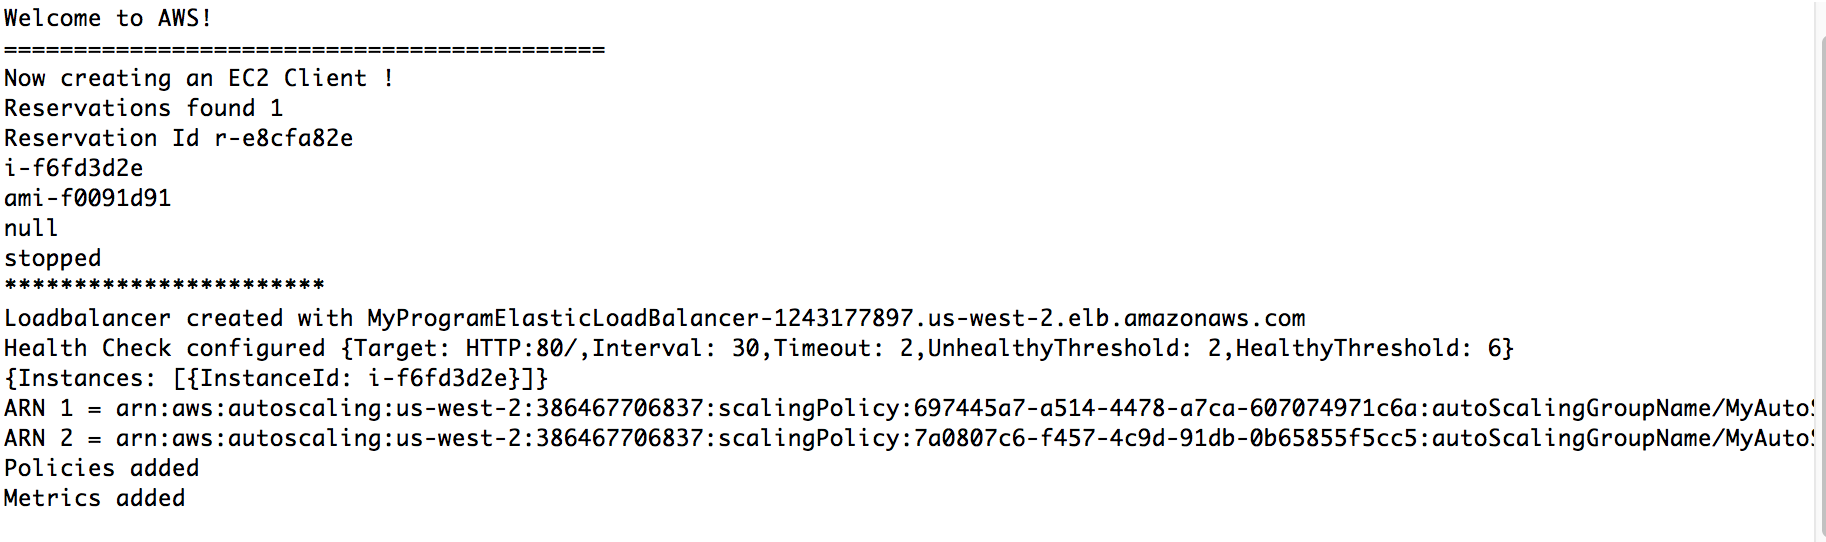 Welcome to AWS!
===========================================
Now creating an EC2 Client !
Reservations found 1
Reservation Id r-e8cfa82e
i-f6fd3d2e
ami-f0091d91
null
stopped
***********************
Loadbalancer created with MyProgramElasticLoadBalancer-1243177897.us-west-2.elb.amazonaws.com
Health Check configured {Target: HTTP:80/,Interval: 30,Timeout: 2,UnhealthyThreshold: 2,HealthyThreshold: 6}
{Instances: [{InstanceId: i-f6fd3d2e}]}
ARN 1 = arn:aws:autoscaling:us-west-2:386467706837:scalingPolicy:697445a7-a514-4478-a7ca-607074971c6a:autoScalingGroupName/MyAutoS
ARN 2 = arn:aws:autoscaling:us-west-2:386467706837:scalingPolicy:7a0807c6-f457-4c9d-91db-0b65855f5cc5:autoScalingGroupName/MyAutoS
Policies added
Metrics added